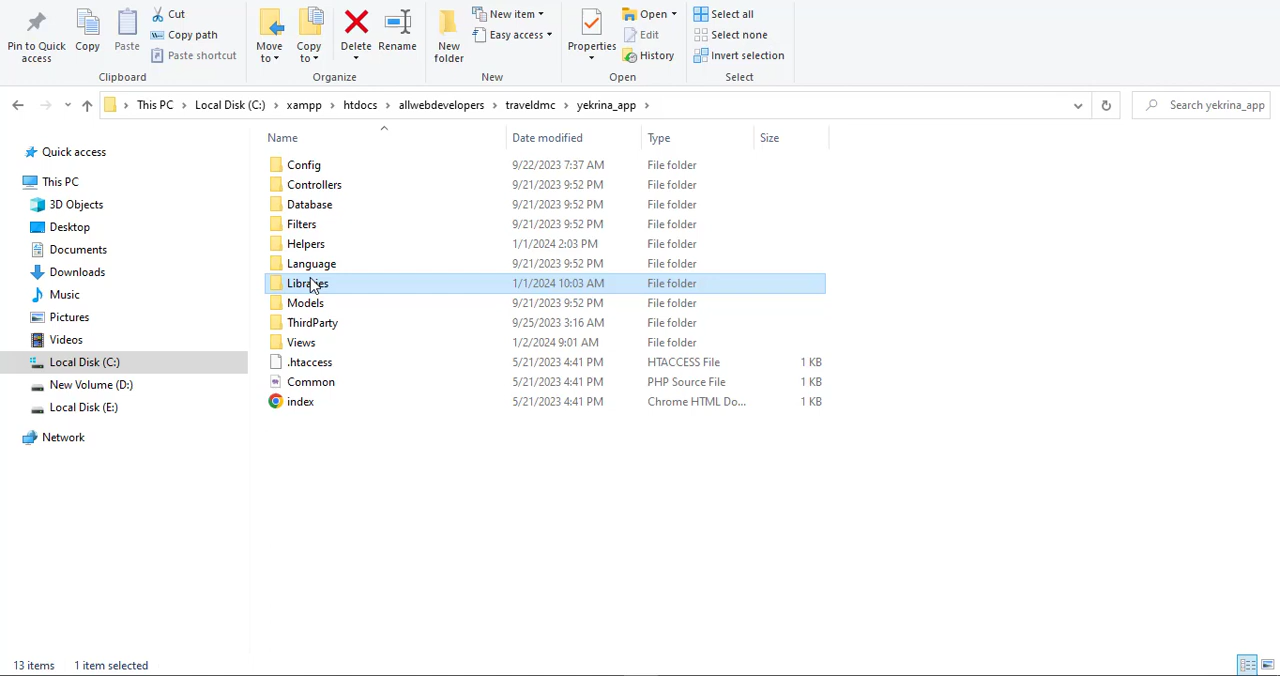 Pin to Quick access
Copy
Paste
Cut
Copy path
Paste shortcut
Clipboard
Move to
Copy to
Delete
Rename
Organize
New folder
New item
Easy access
New
Properties
Open
Edit
History
Open
Select all
Select none
Invert selection
Select
This PC > Local Disk (C:) > xampp > htdocs > allwebdevelopers > traveldmc > yekrina_app >
Search yekrina_app
Quick access
This PC
3D Objects
Desktop
Documents
Downloads
Music
Pictures
Videos
Local Disk (C:)
New Volume (D:)
Local Disk (E:)
Network
Name Date modified Type Size
Config 9/22/2023 7:37 AM File folder
Controllers 9/21/2023 9:52 PM File folder
Database 9/21/2023 9:52 PM File folder
Filters 9/21/2023 9:52 PM File folder
Helpers 1/1/2024 2:03 PM File folder
Language 9/21/2023 9:52 PM File folder
Libraries 1/1/2024 10:03 AM File folder
Models 9/21/2023 9:52 PM File folder
ThirdParty 9/25/2023 3:16 AM File folder
Views 1/2/2024 9:01 AM File folder
.htaccess 5/21/2023 4:41 PM HTACCESS File 1 KB
Common 5/21/2023 4:41 PM PHP Source File 1 KB
index 5/21/2023 4:41 PM Chrome HTML Do... 1 KB
13 items 1 item selected